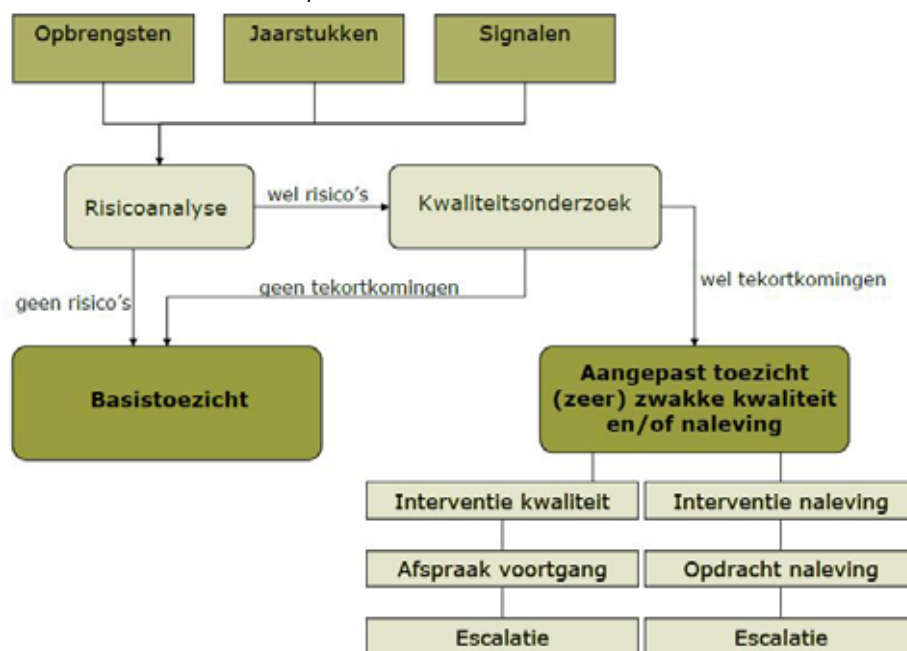 Opbrengsten
Jaarstukken
Signalen
Risicoanalyse
wel risico's
Kwaliteitsonderzoek
geen risico's
geen tekortkomingen
wel tekortkomingen
Basistoezicht
Aangepast toezicht
(zeer) zwakke kwaliteit
en/of naleving
Interventie kwaliteit
Interventie naleving
Afspraak voortgang
Opdracht naleving
Escalatie
Escalatie